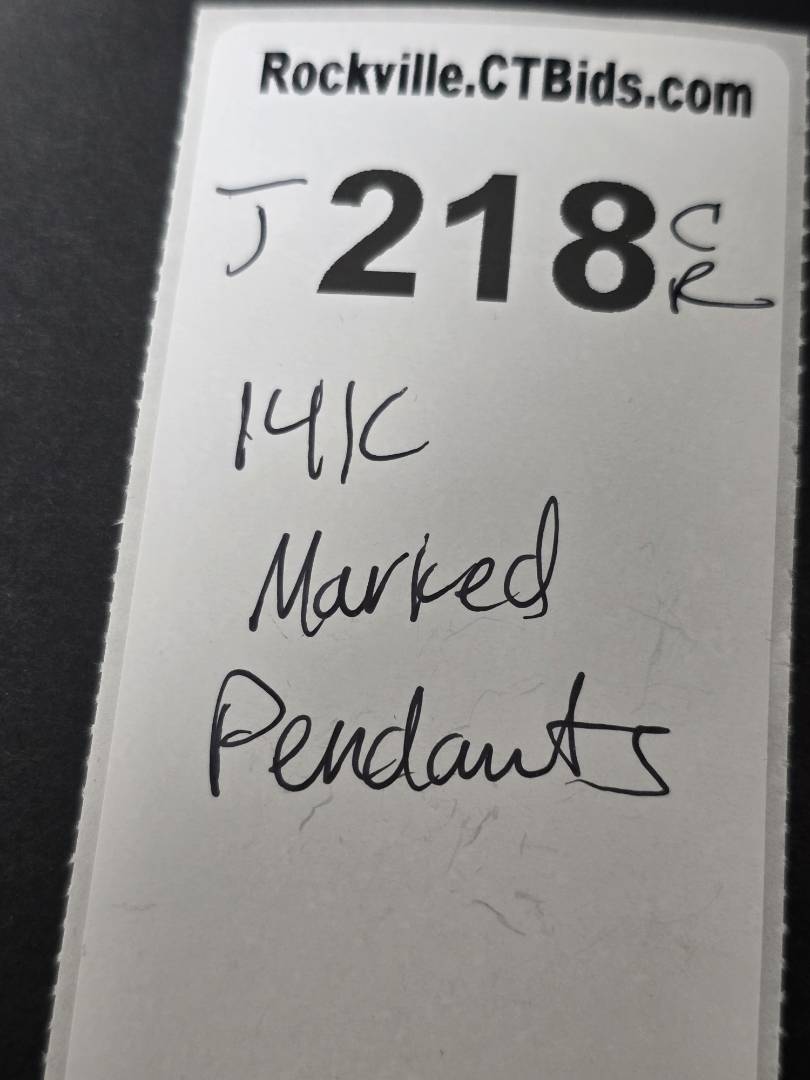 Rockville.CTBids.com
J 218 C
R
14K
Marked
Pendants